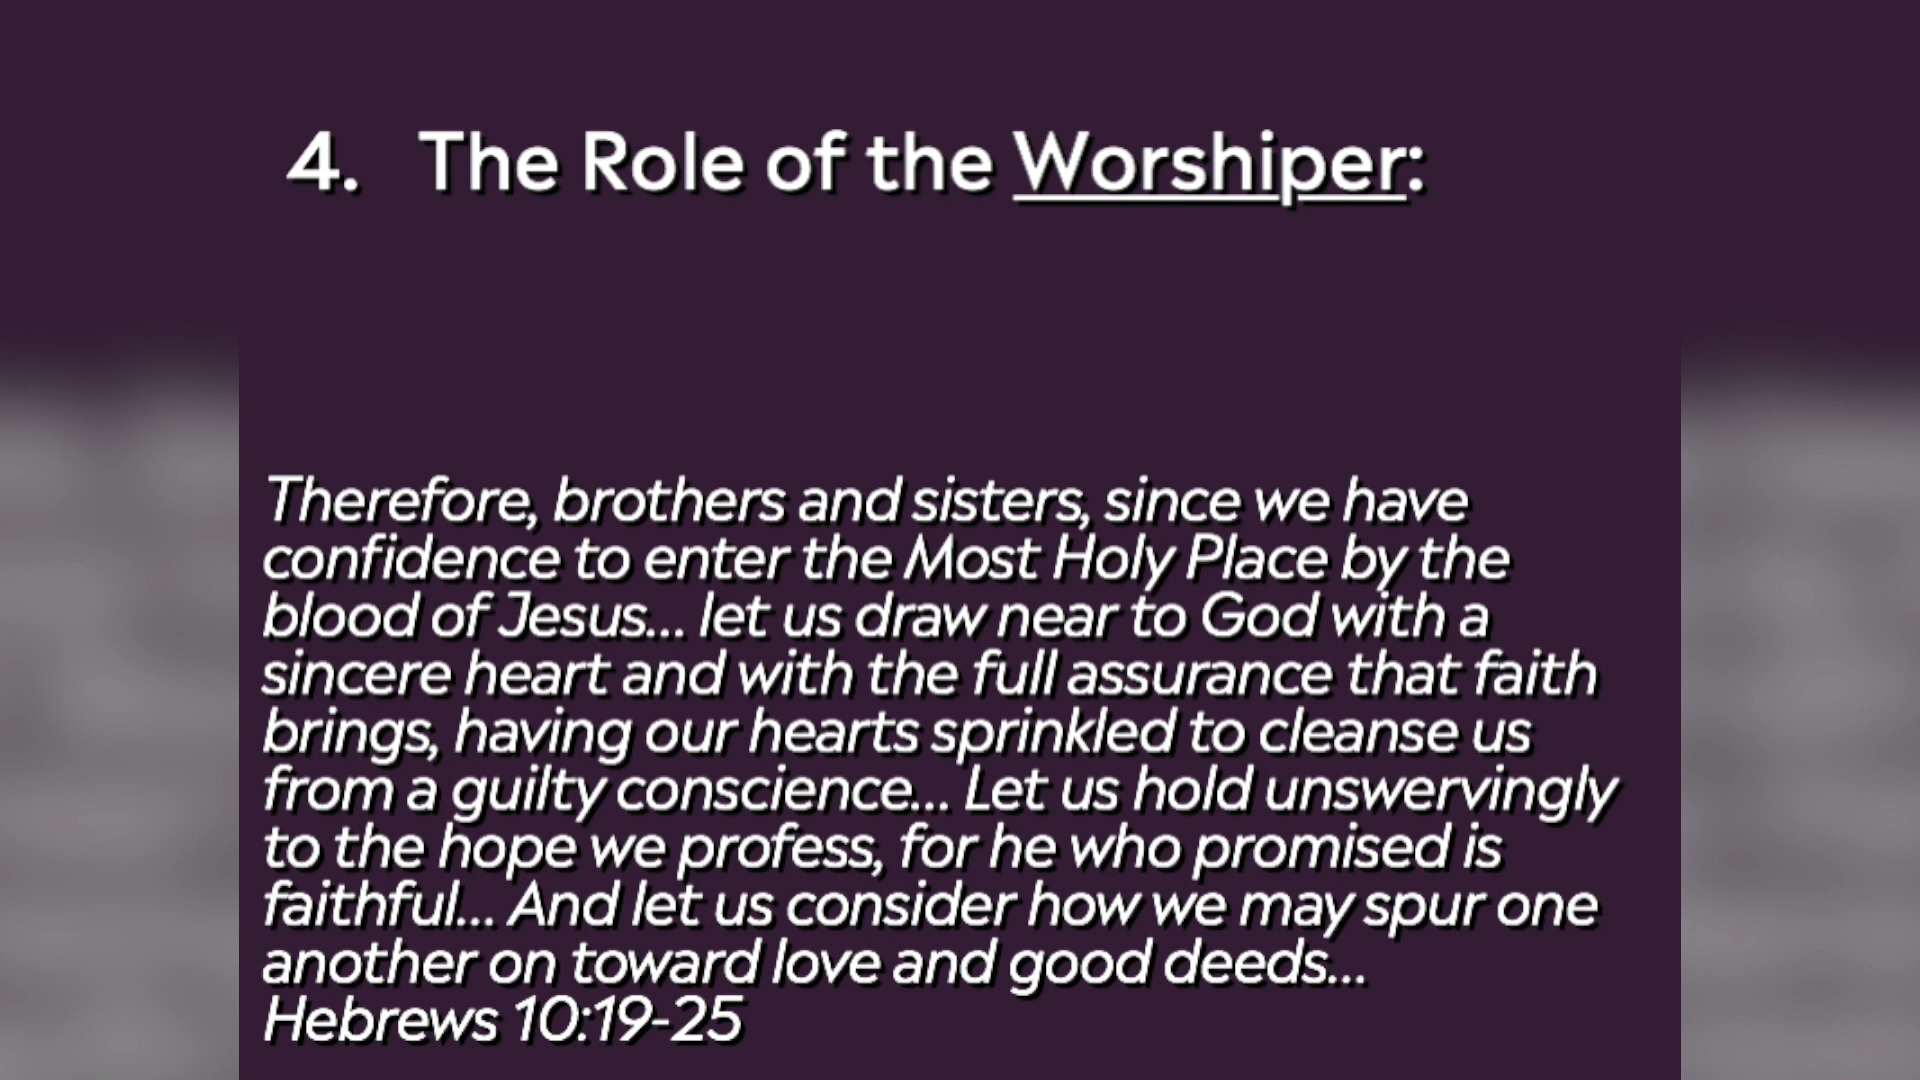 4. The Role of the Worshiper:
Therefore, brothers and sisters, since we have
confidence to enter the Most Holy Place by the
blood of Jesus... let us draw near to God with a
sincere heart and with the full assurance that faith
brings, having our hearts sprinkled to cleanse us
from a guilty conscience... Let us hold unswervingly
to the hope we profess, for he who promised is
faithful... And let us consider how we may spur one
another on toward love and good deeds...
Hebrews 10:19-25